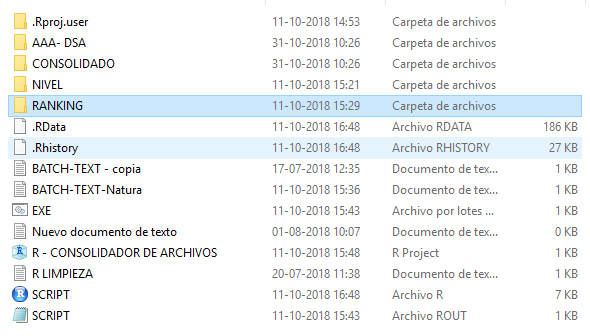 .Rproj.user 11-10-2018 14:53 Carpeta de archivos
AAA- DSA 31-10-2018 10:26 Carpeta de archivos
CONSOLIDADO 31-10-2018 10:26 Carpeta de archivos
NIVEL 11-10-2018 15:21 Carpeta de archivos
RANKING 11-10-2018 15:29 Carpeta de archivos
.RData 11-10-2018 16:48 Archivo RDATA 186 KB
.Rhistory 11-10-2018 16:48 Archivo RHISTORY 27 KB
BATCH-TEXT - copia 17-07-2018 12:35 Documento de tex... 1 KB
BATCH-TEXT-Natura 11-10-2018 15:36 Documento de tex... 1 KB
EXE 11-10-2018 15:43 Archivo por lotes ... 1 KB
Nuevo documento de texto 01-08-2018 10:07 Documento de tex... 0 KB
R - CONSOLIDADOR DE ARCHIVOS 11-10-2018 15:48 R Project 1 KB
R LIMPIEZA 20-07-2018 11:38 Documento de tex... 1 KB
SCRIPT 11-10-2018 16:48 Archivo R 7 KB
SCRIPT 11-10-2018 15:43 Archivo ROUT 1 KB